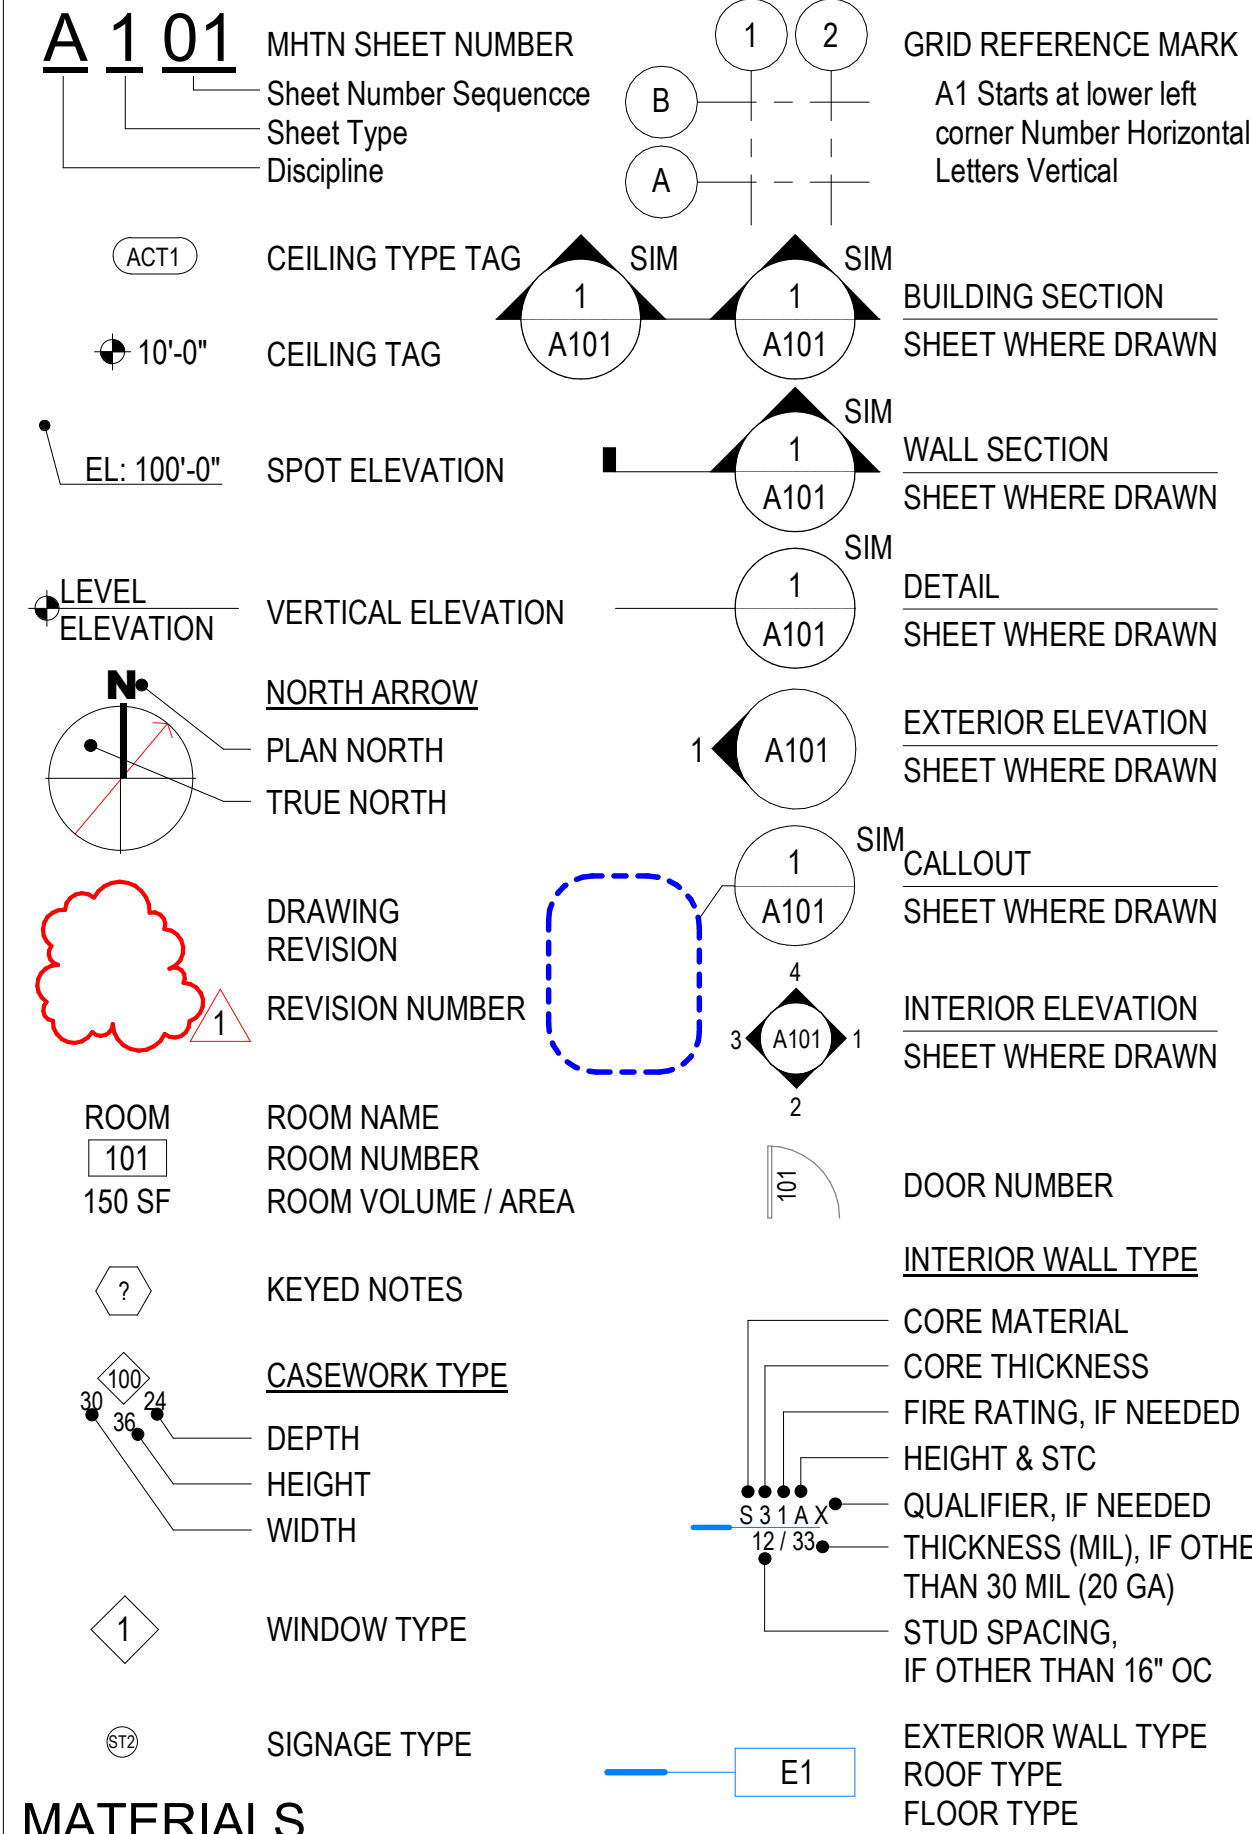 A 1 01
MHTN SHEET NUMBER
Sheet Number Sequencce
Sheet Type
Discipline
1
2
B
A
GRID REFERENCE MARK
A1 Starts at lower left
corner Number Horizontal
Letters Vertical
ACT1
CEILING TYPE TAG
10'-0"
CEILING TAG
1
A101
SIM
1
A101
SIM
BUILDING SECTION
SHEET WHERE DRAWN
EL: 100'-0"
SPOT ELEVATION
1
A101
SIM
WALL SECTION
SHEET WHERE DRAWN
LEVEL
ELEVATION
VERTICAL ELEVATION
1
A101
SIM
DETAIL
SHEET WHERE DRAWN
N
NORTH ARROW
PLAN NORTH
TRUE NORTH
1
A101
EXTERIOR ELEVATION
SHEET WHERE DRAWN
DRAWING
REVISION
1
REVISION NUMBER
1
A101
SIM
CALLOUT
SHEET WHERE DRAWN
4
3
A101
1
2
INTERIOR ELEVATION
SHEET WHERE DRAWN
ROOM
101
150 SF
ROOM NAME
ROOM NUMBER
ROOM VOLUME / AREA
101
DOOR NUMBER
?
KEYED NOTES
100
30
24
36
CASEWORK TYPE
DEPTH
HEIGHT
WIDTH
INTERIOR WALL TYPE
CORE MATERIAL
CORE THICKNESS
FIRE RATING, IF NEEDED
HEIGHT & STC
S 3 1 A X
12 / 33
QUALIFIER, IF NEEDED
THICKNESS (MIL), IF OTHE
THAN 30 MIL (20 GA)
STUD SPACING,
IF OTHER THAN 16" OC
1
WINDOW TYPE
ST2
SIGNAGE TYPE
E1
EXTERIOR WALL TYPE
ROOF TYPE
FLOOR TYPE
MATERIALS